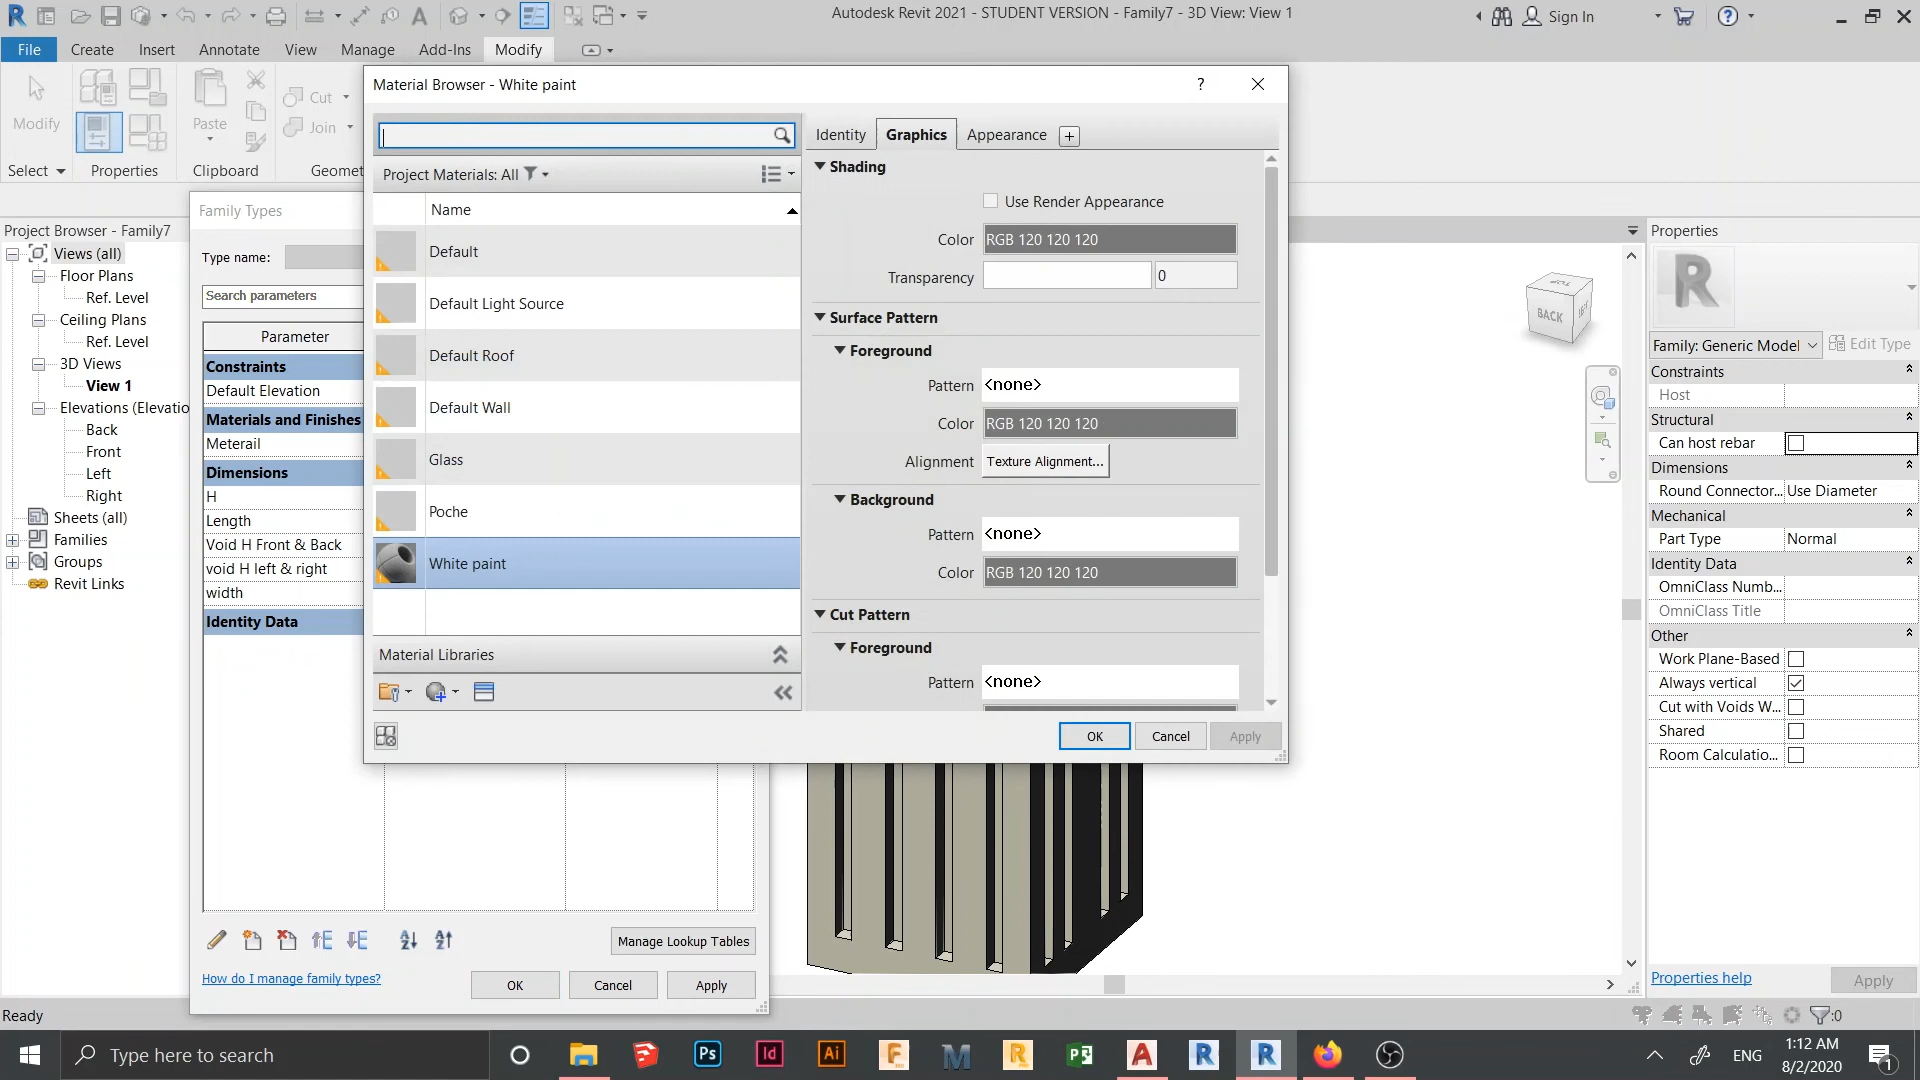 Autodesk Revit 2021 - STUDENT VERSION - Family7 - 3D View: View 1
Sign In
File
Create
Insert
Annotate
View
Manage
Add-Ins
Modify
Modify
Paste
Cut
Join
Select
Properties
Clipboard
Geomet
Project Browser - Family7
Views (all)
Floor Plans
Ref. Level
Ceiling Plans
Ref. Level
3D Views
View 1
Elevations (Elevatio
Back
Front
Left
Right
Sheets (all)
Families
Groups
Revit Links
Family Types
Type name:
Search parameters
Parameter
Constraints
Default Elevation
Materials and Finishes
Meterail
Dimensions
H
Length
Void H Front & Back
void H left & right
width
Identity Data
Manage Lookup Tables
How do I manage family types?
OK
Cancel
Apply
Material Browser - White paint
?
Project Materials: All
Name
Default
Default Light Source
Default Roof
Default Wall
Glass
Poche
White paint
Material Libraries
Identity
Graphics
Appearance
Shading
Use Render Appearance
Color RGB 120 120 120
Transparency 0
Surface Pattern
Foreground
Pattern <none>
Color RGB 120 120 120
Alignment Texture Alignment...
Background
Pattern <none>
Color RGB 120 120 120
Cut Pattern
Foreground
Pattern <none>
OK
Cancel
Apply
TOP
BACK
LEFT
Properties
Family: Generic Model
Edit Type
Constraints
Host
Structural
Can host rebar
Dimensions
Round Connector... Use Diameter
Mechanical
Part Type Normal
Identity Data
OmniClass Numb...
OmniClass Title
Other
Work Plane-Based
Always vertical
Cut with Voids W...
Shared
Room Calculatio...
Properties help
Apply
Ready
:0
Type here to search
Ps
Id
Ai
ENG
1:12 AM
8/2/2020
1